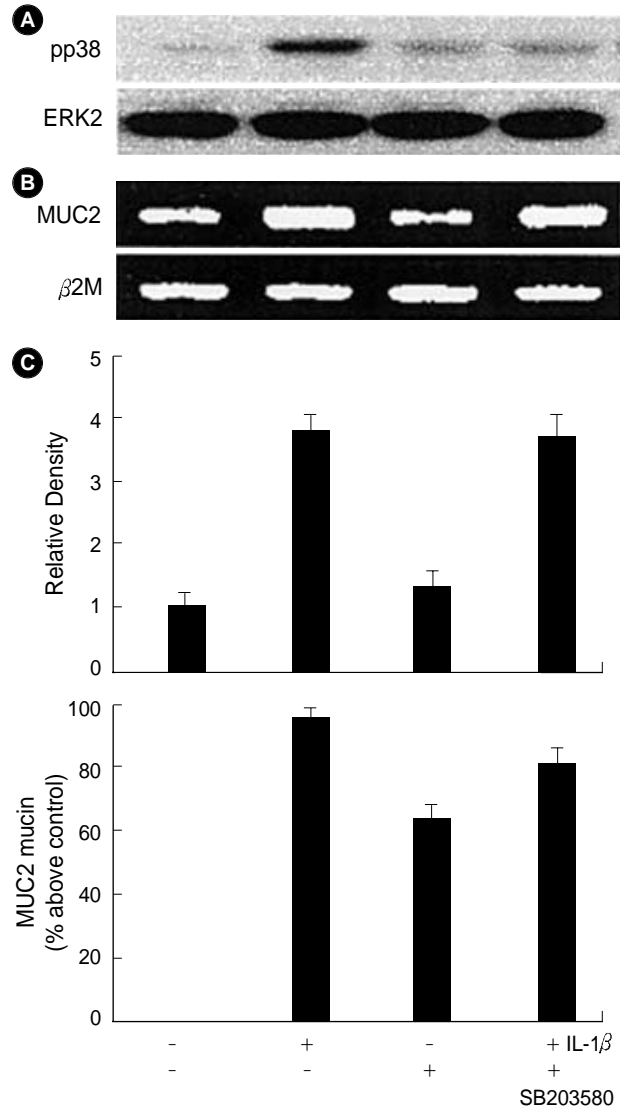 A
pp38
ERK2
B
MUC2
β2M
C
5
4
3
2
1
0
Relative Density
100
80
60
40
20
0
MUC2 mucin
(% above control)
- + - + IL-1β
- - + +
SB203580